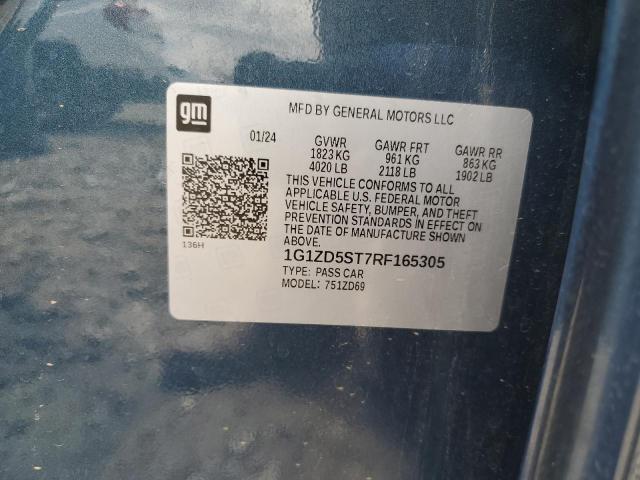 gm
MFD BY GENERAL MOTORS LLC
01/24 GVWR GAWR FRT GAWR RR
1823 KG 961 KG 863 KG
4020 LB 2118 LB 1902 LB
THIS VEHICLE CONFORMS TO ALL
APPLICABLE U.S. FEDERAL MOTOR
VEHICLE SAFETY, BUMPER, AND THEFT
PREVENTION STANDARDS IN EFFECT ON
THE DATE OF MANUFACTURE SHOWN
ABOVE.
136H
1G1ZD5ST7RF165305
TYPE: PASS CAR
MODEL: 751ZD69